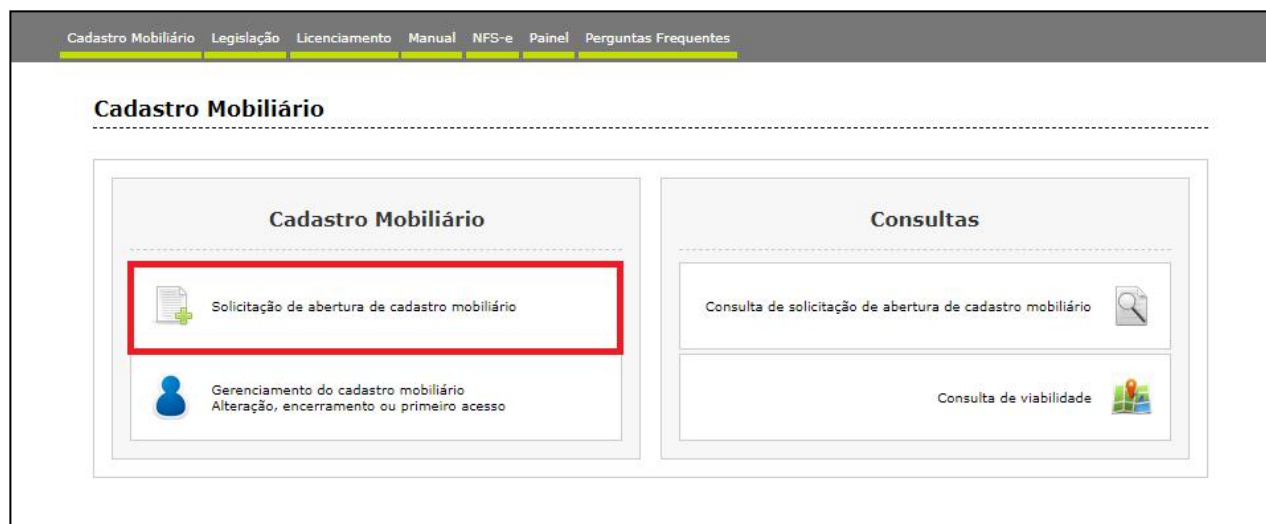 Cadastro Mobiliário Legislação Licenciamento Manual NFS-e Painel Perguntas Frequentes
Cadastro Mobiliário
Cadastro Mobiliário
Solicitação de abertura de cadastro mobiliário
Gerenciamento do cadastro mobiliário
Alteração, encerramento ou primeiro acesso
Consultas
Consulta de solicitação de abertura de cadastro mobiliário
Consulta de viabilidade